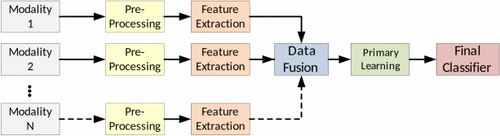 Modality
1
Pre-
Processing
Feature
Extraction
Modality
2
Pre-
Processing
Feature
Extraction
Data
Fusion
Primary
Learning
Final
Classifier
Modality
N
Pre-
Processing
Feature
Extraction